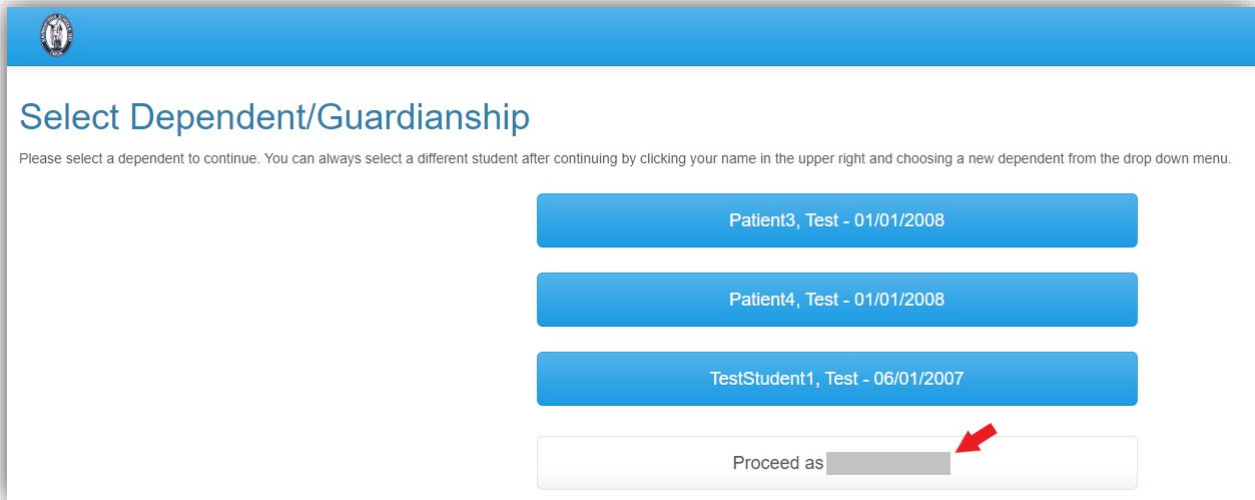 Select Dependent/Guardianship
Please select a dependent to continue. You can always select a different student after continuing by clicking your name in the upper right and choosing a new dependent from the drop down menu.
Patient3, Test - 01/01/2008
Patient4, Test - 01/01/2008
TestStudent1, Test - 06/01/2007
Proceed as